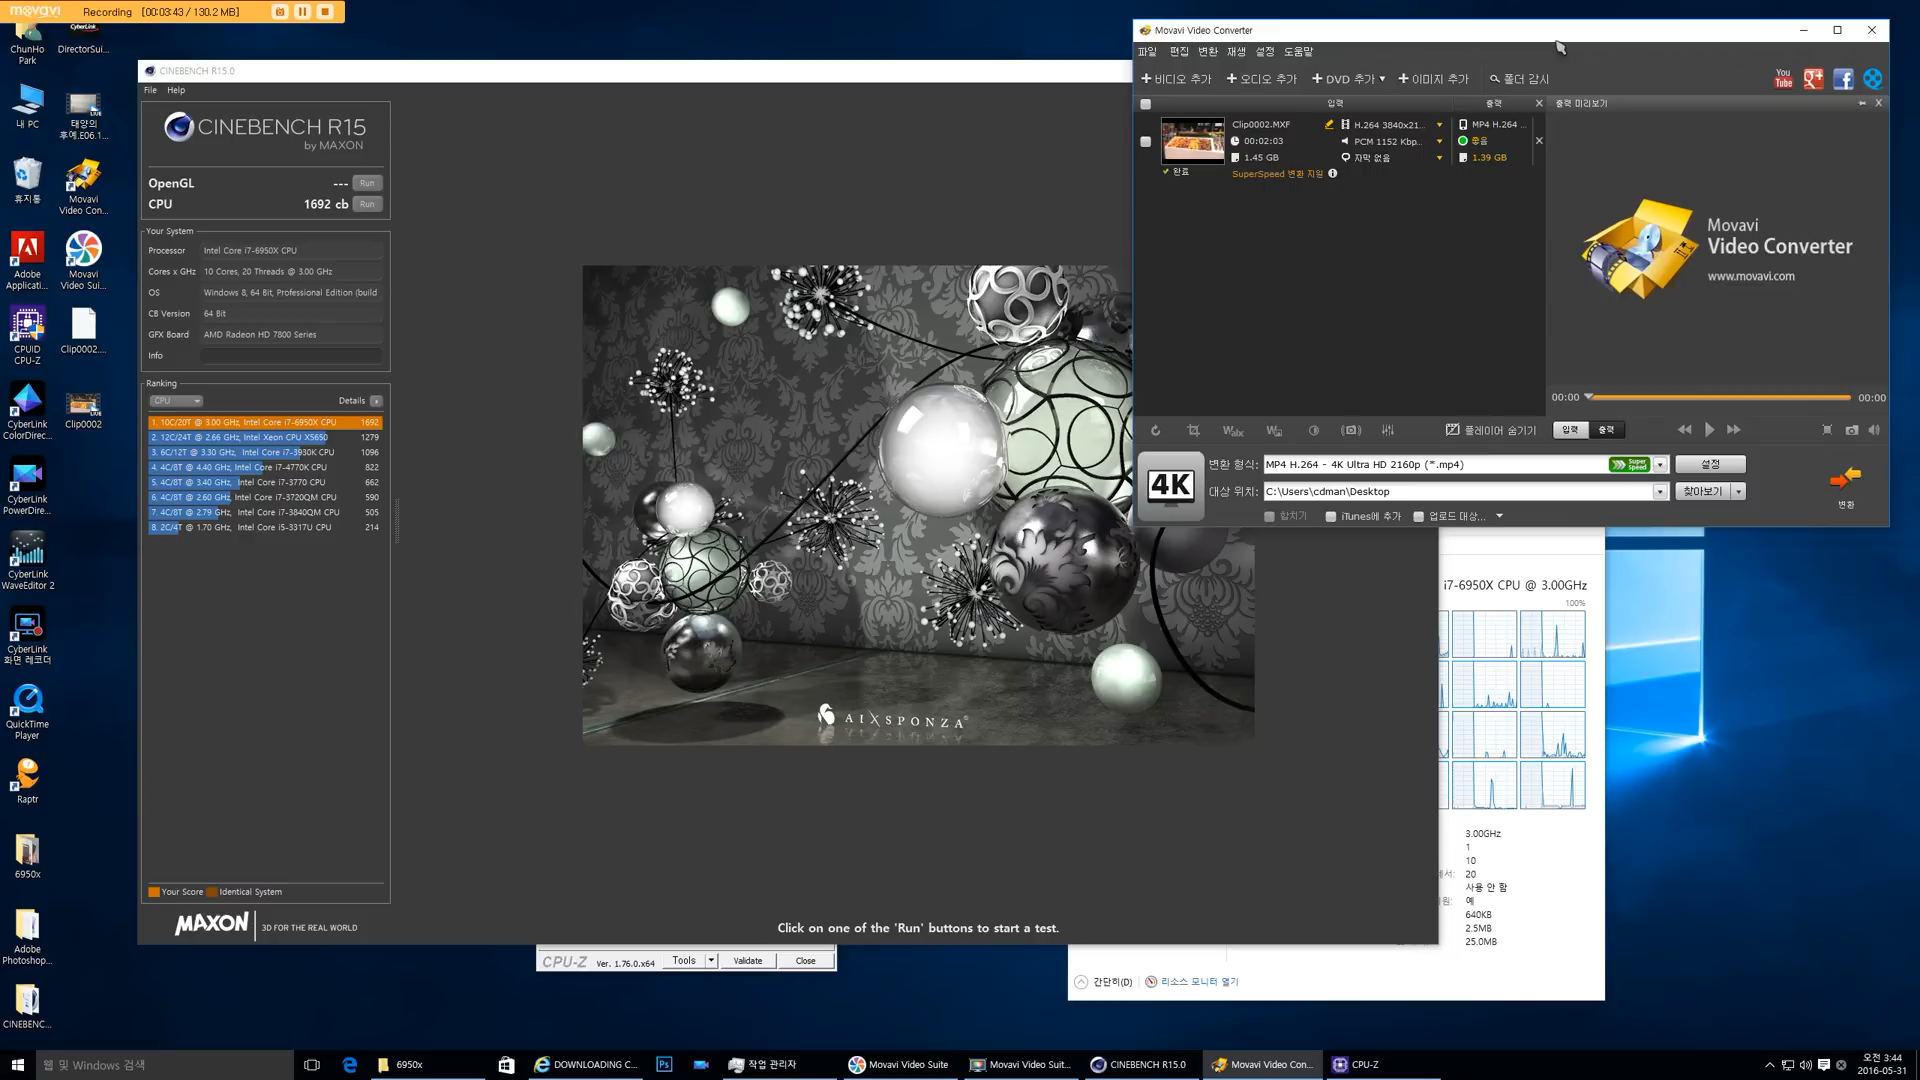 movavi Recording [00:03:43 / 130.2 MB]
ChunHo Park
CyberLink DirectorSui...
내 PC
태양의 후예.E06.1...
휴지통
Movavi Video Con...
Adobe Applicati...
Movavi Video Sui...
CPUID CPU-Z
Clip0002....
CyberLink ColorDirec...
Clip0002
CyberLink PowerDire...
CyberLink WaveEditor 2
CyberLink 화면 레코더
QuickTime Player
Raptr
6950x
Adobe Photoshop...
CINEBENC...
CINEBENCH R15.0
File Help
CINEBENCH R15
by MAXON
OpenGL --- Run
CPU 1692 cb Run
Your System
Processor Intel Core i7-6950X CPU
Cores x GHz 10 Cores, 20 Threads @ 3.00 GHz
OS Windows 8, 64 Bit, Professional Edition (build
CB Version 64 Bit
GFX Board AMD Radeon HD 7800 Series
Info
Ranking
CPU Details
1. 10C/20T @ 3.00 GHz, Intel Core i7-6950X CPU 1692
2. 12C/24T @ 2.66 GHz, Intel Xeon CPU X5650 1279
3. 6C/12T @ 3.30 GHz, Intel Core i7-3930K CPU 1096
4. 4C/8T @ 4.40 GHz, Intel Core i7-4770K CPU 822
5. 4C/8T @ 3.40 GHz, Intel Core i7-3770 CPU 662
6. 4C/8T @ 2.60 GHz, Intel Core i7-3720QM CPU 590
7. 4C/8T @ 2.79 GHz, Intel Core i7-3840QM CPU 505
8. 2C/4T @ 1.70 GHz, Intel Core i5-3317U CPU 214
Your Score Identical System
MAXON 3D FOR THE REAL WORLD
AIXSPONZA
Click on one of the 'Run' buttons to start a test.
Movavi Video Converter
파일 편집 변환 재생 설정 도움말
비디오 추가 오디오 추가 DVD 추가 이미지 추가 폴더 감시
You Tube
입력 출력 출력 미리보기
Clip0002.MXF H.264 3840x21... MP4 H.264 ...
00:02:03 PCM 1152 Kbp... 좋음
1.45 GB 자막 없음 1.39 GB
완료 SuperSpeed 변환 지원
Movavi
Video Converter
www.movavi.com
00:00 00:00
플레이어 숨기기 입력 출력
4K
변환 형식: MP4 H.264 - 4K Ultra HD 2160p (*.mp4) Super Speed 설정
대상 위치: C:\Users\cdman\Desktop 찾아보기
합치기 iTunes에 추가 업로드 대상...
변환
i7-6950X CPU @ 3.00GHz
100%
3.00GHz
1
10
20
사용 안 함
예
640KB
2.5MB
25.0MB
간단히(D) 리소스 모니터 열기
CPU-Z Ver. 1.76.0.x64 Tools Validate Close
웹 및 Windows 검색
6950x
DOWNLOADING C...
Ps
작업 관리자
Movavi Video Suite
Movavi Video Suit...
CINEBENCH R15.0
Movavi Video Con...
CPU-Z
오전 3:44
2016-05-31